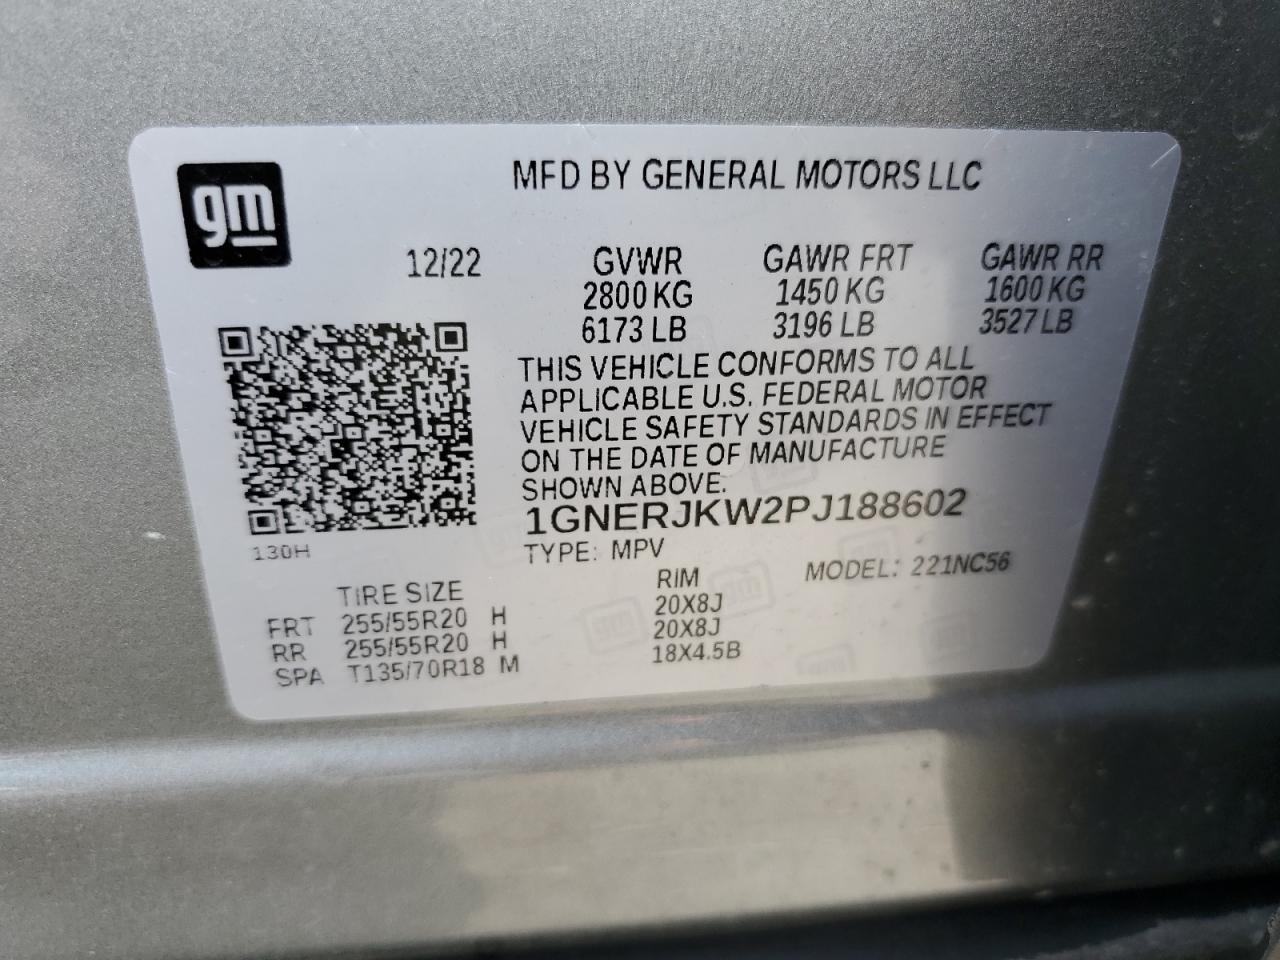 gm
MFD BY GENERAL MOTORS LLC
12/22 GVWR GAWR FRT GAWR RR
2800 KG 1450 KG 1600 KG
6173 LB 3196 LB 3527 LB
THIS VEHICLE CONFORMS TO ALL
APPLICABLE U.S. FEDERAL MOTOR
VEHICLE SAFETY STANDARDS IN EFFECT
ON THE DATE OF MANUFACTURE
SHOWN ABOVE.
1GNERJKW2PJ188602
130H
TYPE: MPV MODEL: 221NC56
TIRE SIZE RIM
FRT 255/55R20 H 20X8J
RR 255/55R20 H 20X8J
SPA T135/70R18 M 18X4.5B